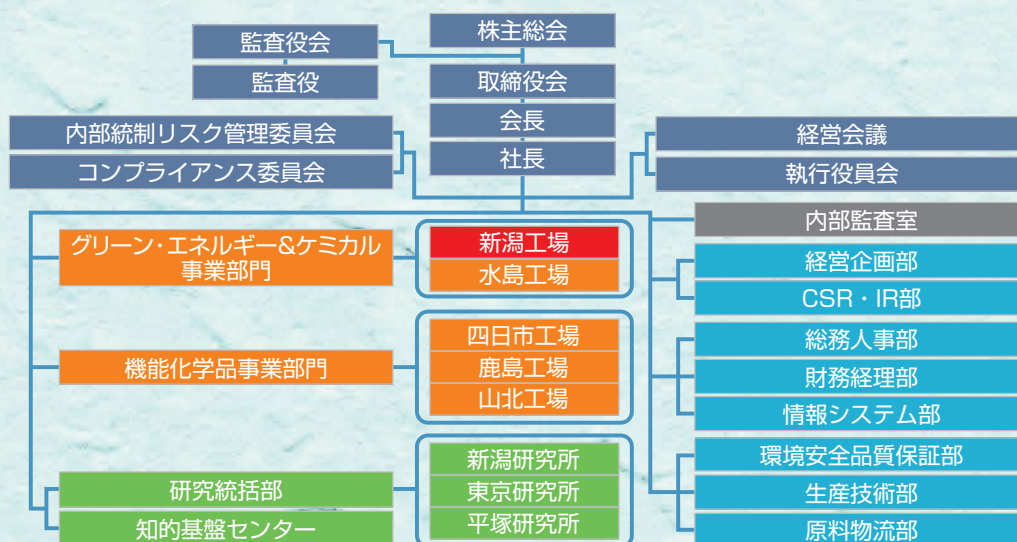 株主総会
監査役会
監査役
取締役会
会長
社長
内部統制リスク管理委員会
コンプライアンス委員会
経営会議
執行役員会
グリーン・エネルギー&ケミカル
事業部門
新潟工場
水島工場
機能化学品事業部門
四日市工場
鹿島工場
山北工場
研究統括部
知的基盤センター
新潟研究所
東京研究所
平塚研究所
内部監査室
経営企画部
CSR・IR部
総務人事部
財務経理部
情報システム部
環境安全品質保証部
生産技術部
原料物流部